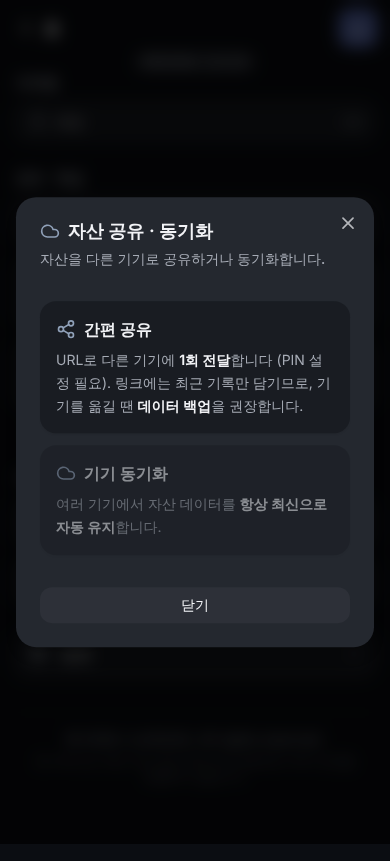 자산 공유 · 동기화
자산을 다른 기기로 공유하거나 동기화합니다.
간편 공유
URL로 다른 기기에 1회 전달합니다 (PIN 설
정 필요). 링크에는 최근 기록만 담기므로, 기
기를 옮길 땐 데이터 백업을 권장합니다.
기기 동기화
여러 기기에서 자산 데이터를 항상 최신으로
자동 유지합니다.
닫기